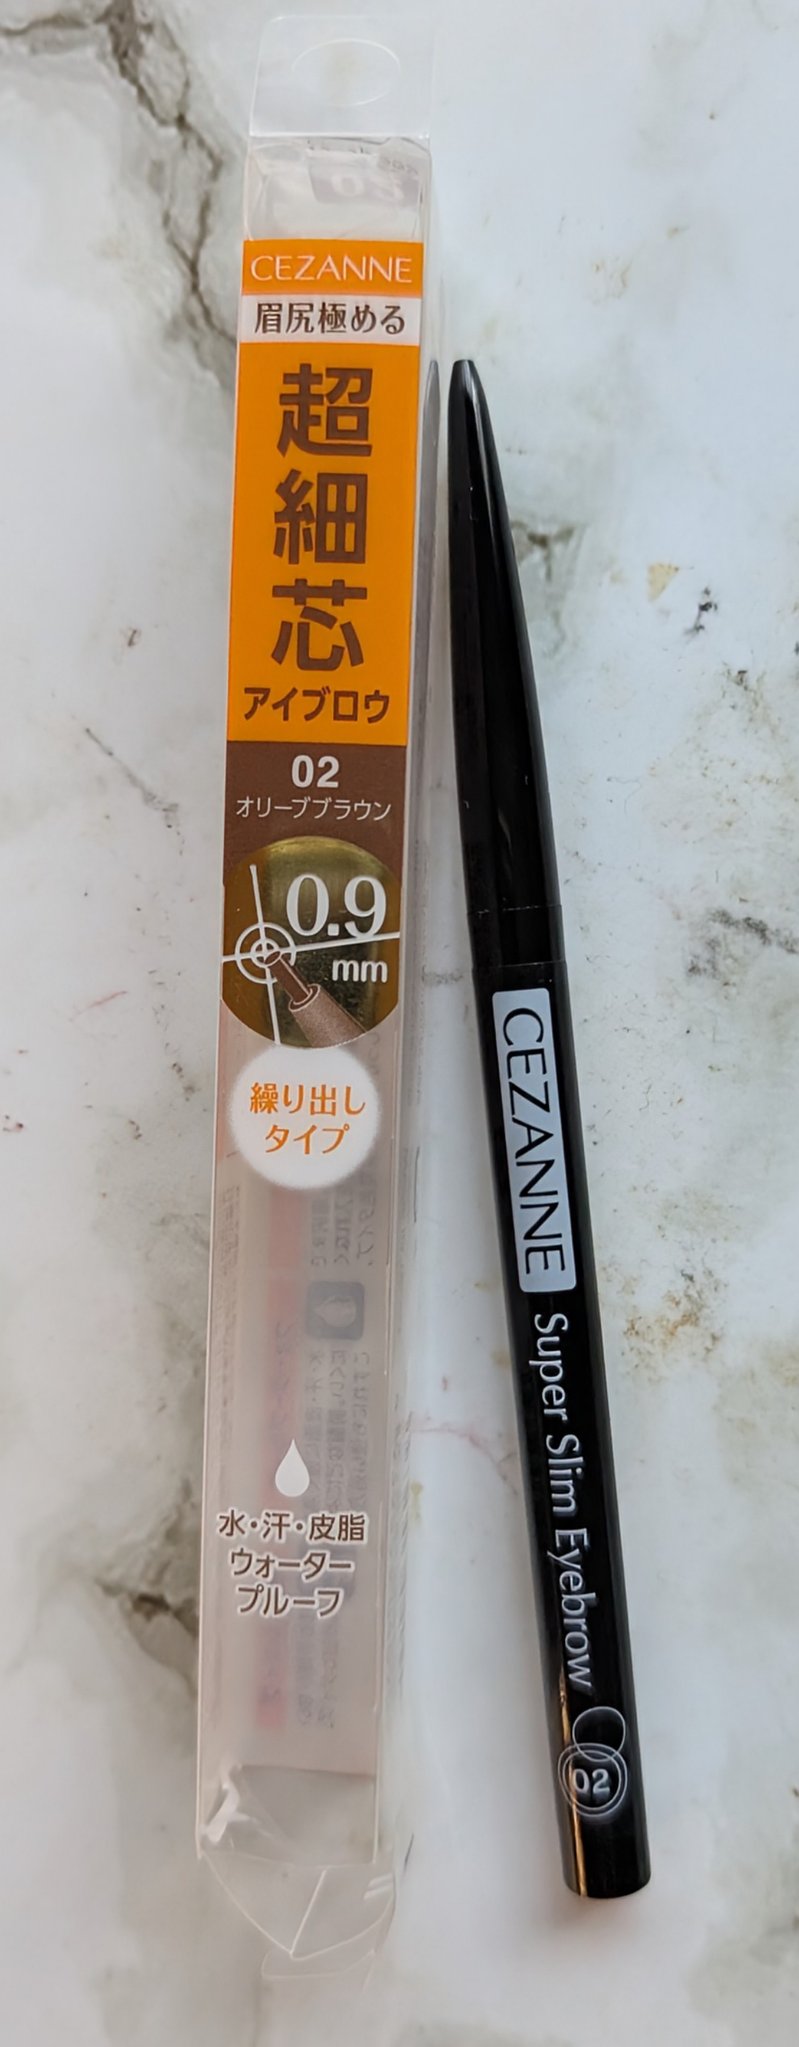 CEZANNE
眉尻極める
超
細
芯
アイブロウ
02
オリーブブラウン
0.9
mm
繰り出し
タイプ
水・汗・皮脂
ウォーター
プルーフ
CEZANNE Super Slim Eyebrow
02